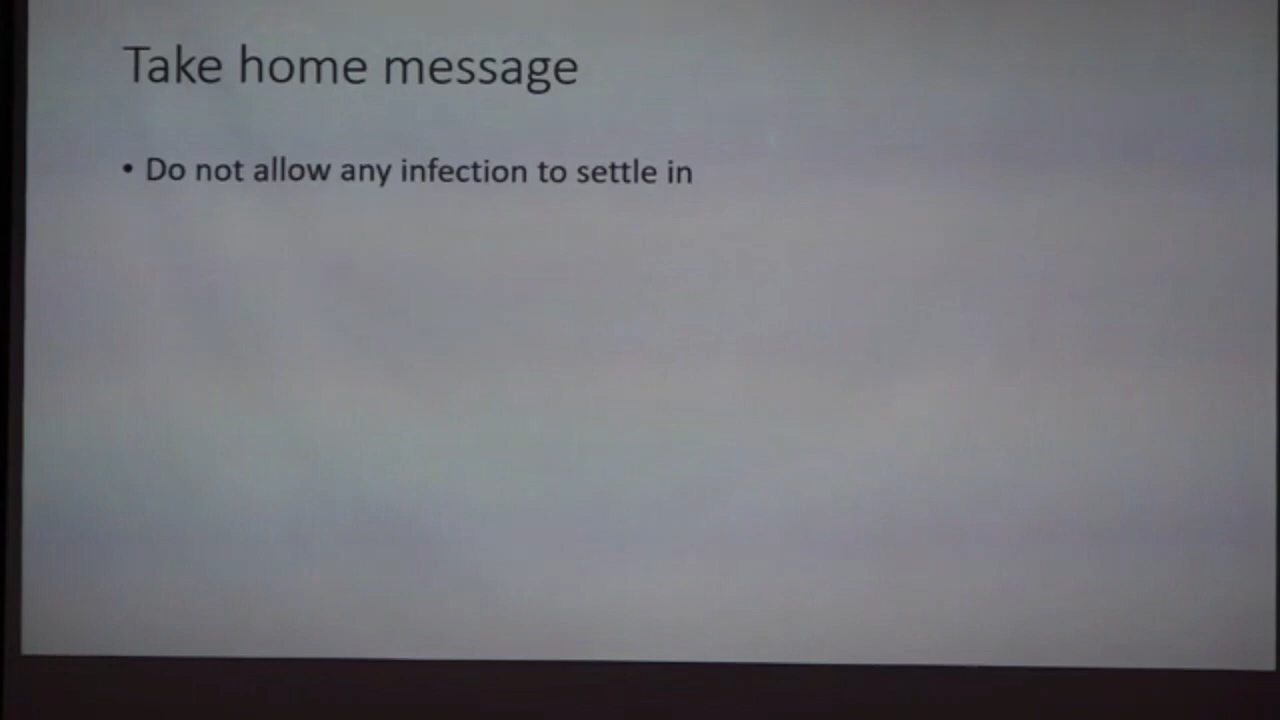 Take home message
• Do not allow any infection to settle in